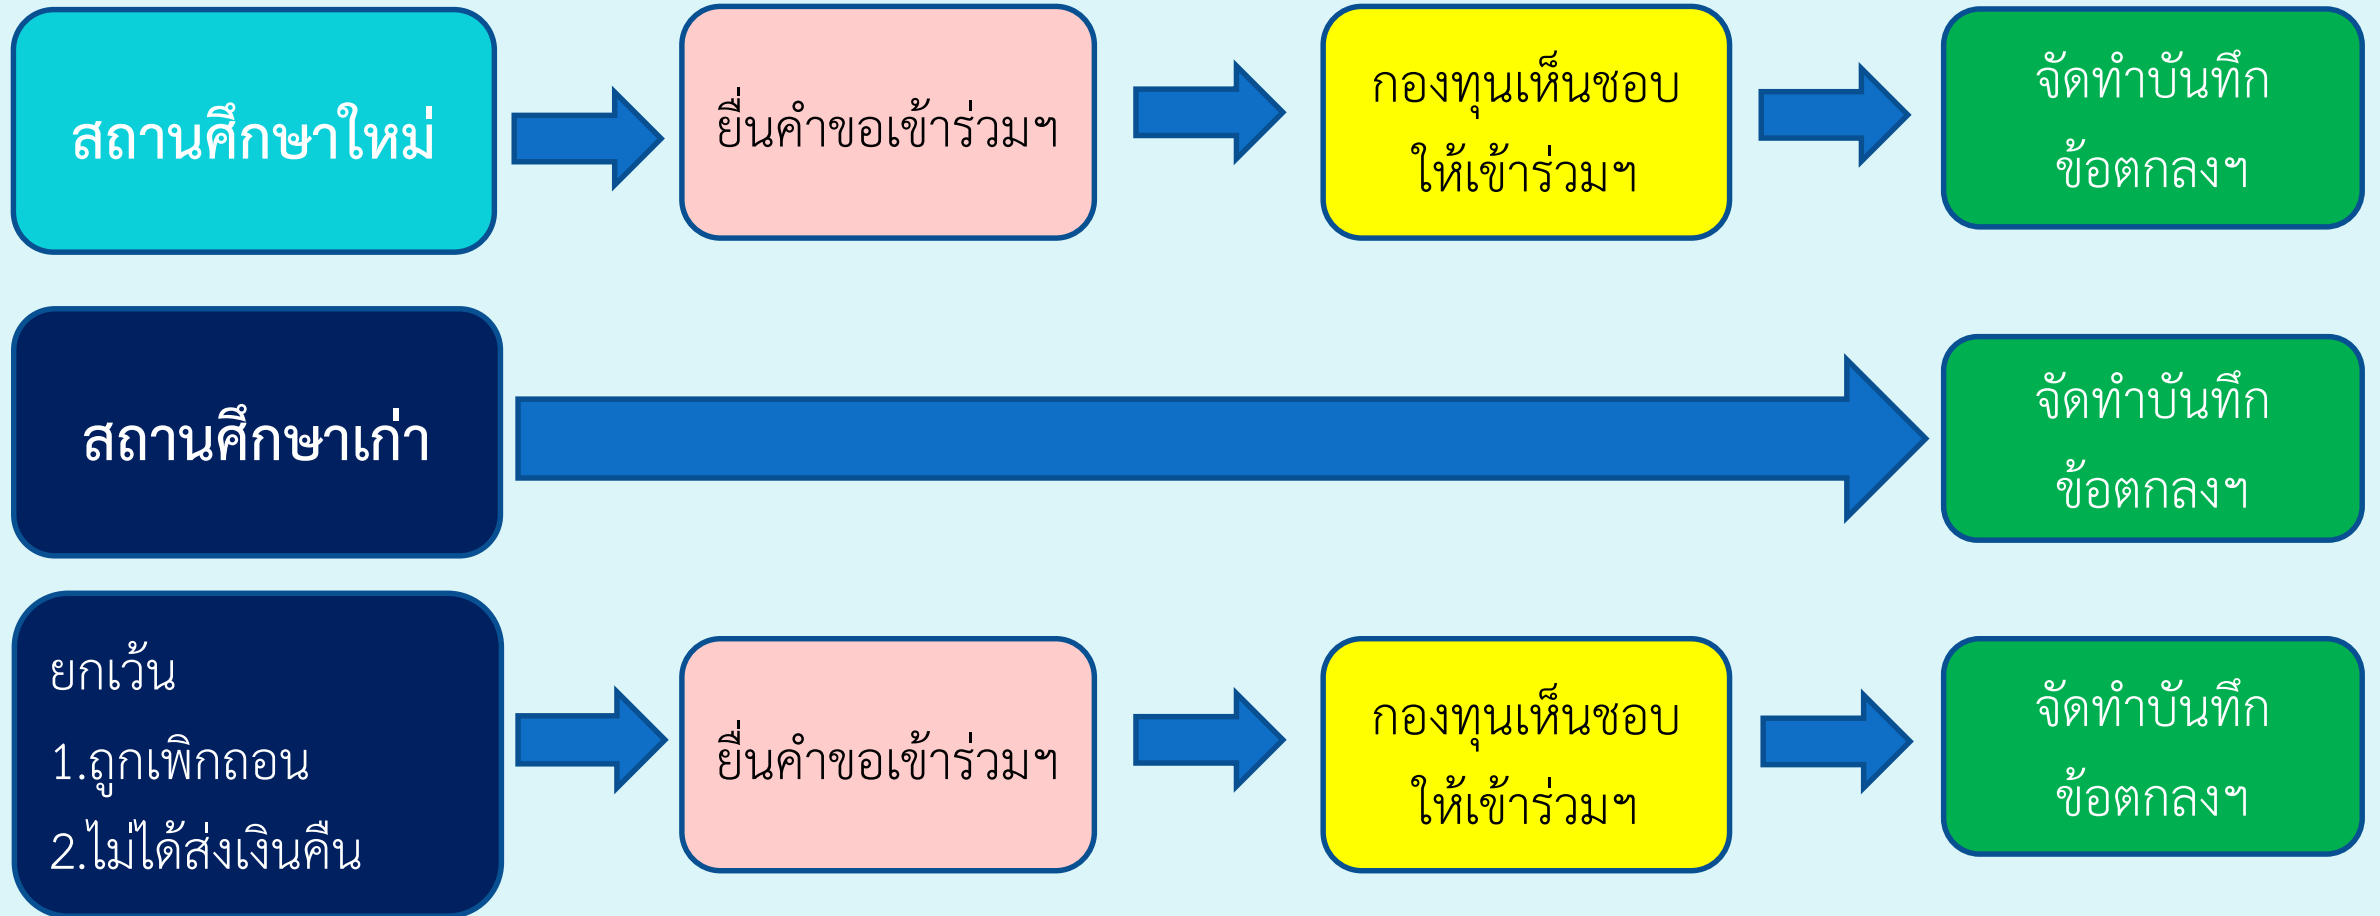 สถานศึกษาใหม่
ยื่นคำขอเข้าร่วมฯ
กองทุนเห็นชอบ
ให้เข้าร่วมฯ
จัดทำบันทึก
ข้อตกลงฯ
สถานศึกษาเก่า
จัดทำบันทึก
ข้อตกลงฯ
ยกเว้น
1.ถูกเพิกถอน
2.ไม่ได้ส่งเงินคืน
ยื่นคำขอเข้าร่วมฯ
กองทุนเห็นชอบ
ให้เข้าร่วมฯ
จัดทำบันทึก
ข้อตกลงฯ